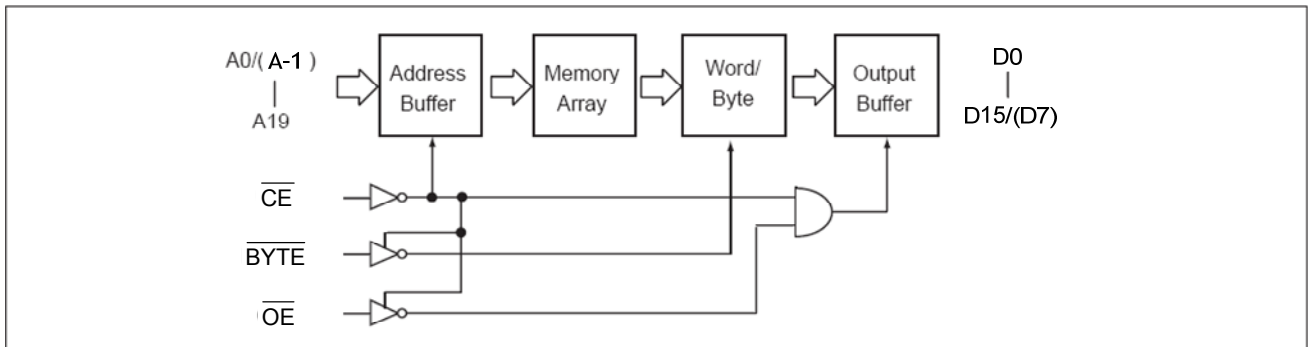 A0/( A-1 )
A19
Address
Buffer
Memory
Array
Word/
Byte
Output
Buffer
D0
D15/(D7)
CE
BYTE
OE